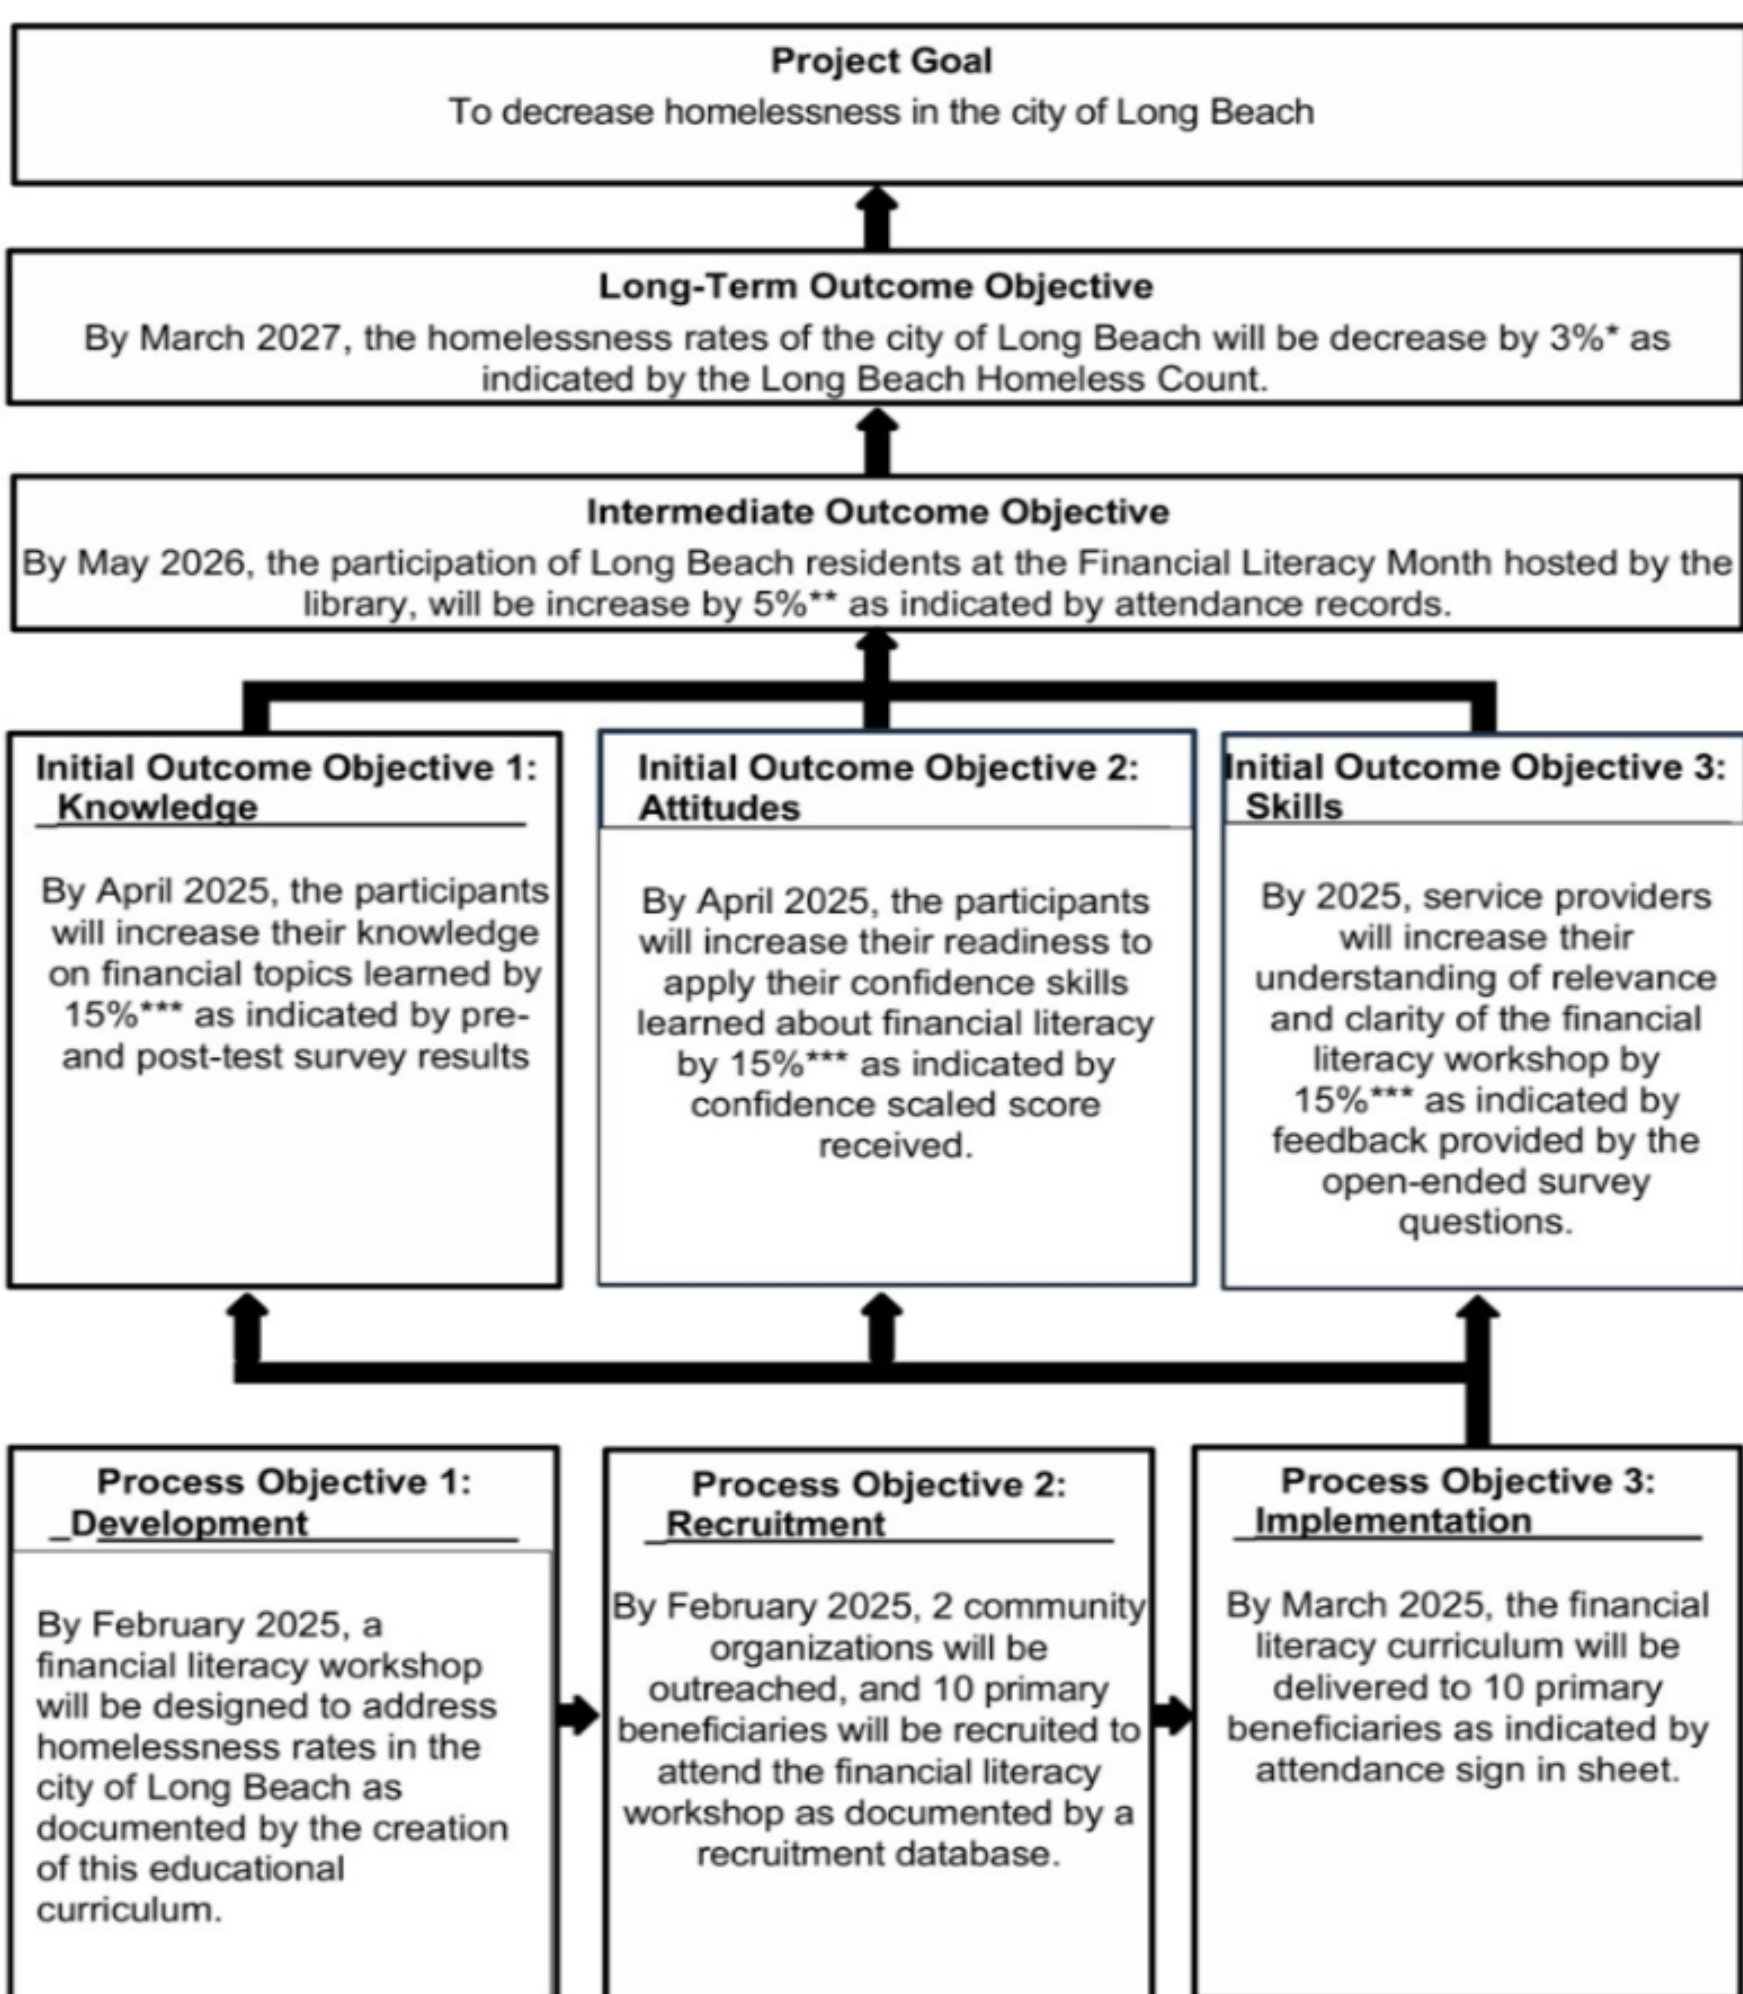 Project Goal
To decrease homelessness in the city of Long Beach
Long-Term Outcome Objective
By March 2027, the homelessness rates of the city of Long Beach will be decrease by 3%* as
indicated by the Long Beach Homeless Count.
Intermediate Outcome Objective
By May 2026, the participation of Long Beach residents at the Financial Literacy Month hosted by the
library, will be increase by 5%** as indicated by attendance records.
Initial Outcome Objective 1:
_Knowledge
By April 2025, the participants
will increase their knowledge
on financial topics learned by
15%*** as indicated by pre-
and post-test survey results
Initial Outcome Objective 2:
Attitudes
By April 2025, the participants
will increase their readiness to
apply their confidence skills
learned about financial literacy
by 15%*** as indicated by
confidence scaled score
received.
Initial Outcome Objective 3:
Skills
By 2025, service providers
will increase their
understanding of relevance
and clarity of the financial
literacy workshop by
15%*** as indicated by
feedback provided by the
open-ended survey
questions.
Process Objective 1:
_Development
By February 2025, a
financial literacy workshop
will be designed to address
homelessness rates in the
city of Long Beach as
documented by the creation
of this educational
curriculum.
Process Objective 2:
_Recruitment
By February 2025, 2 community
organizations will be
outreached, and 10 primary
beneficiaries will be recruited to
attend the financial literacy
workshop as documented by a
recruitment database.
Process Objective 3:
_Implementation
By March 2025, the financial
literacy curriculum will be
delivered to 10 primary
beneficiaries as indicated by
attendance sign in sheet.